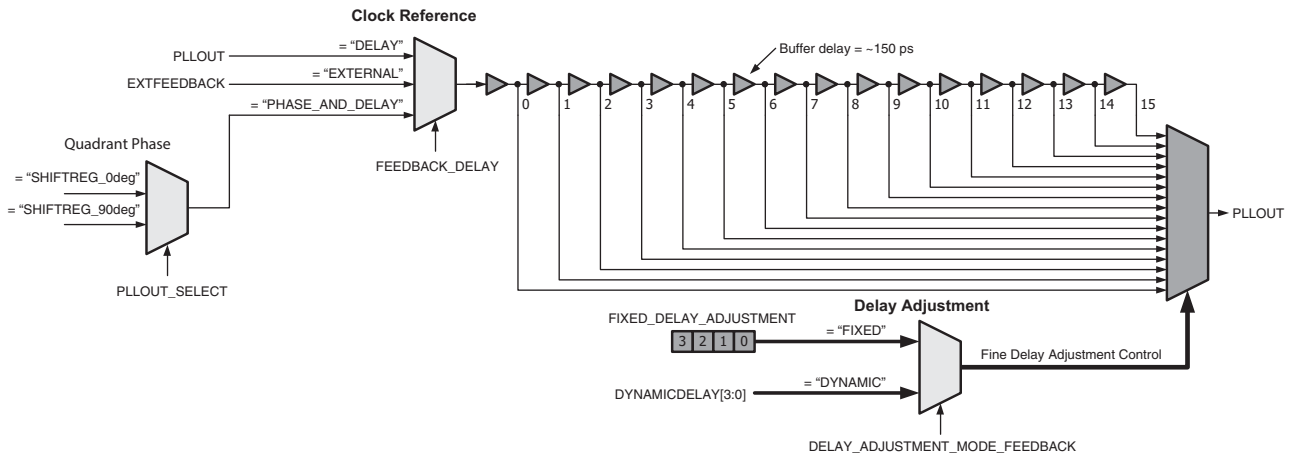 Clock Reference
PLLOUT
= “DELAY”
Buffer delay = ~150 ps
EXTFEEDBACK
= “EXTERNAL”
= “PHASE_AND_DELAY”
0 1 2 3 4 5 6 7 8 9 10 11 12 13 14 15
Quadrant Phase
FEEDBACK_DELAY
= “SHIFTREG_0deg”
= “SHIFTREG_90deg”
PLLOUT
PLLOUT_SELECT
Delay Adjustment
FIXED_DELAY_ADJUSTMENT
= “FIXED”
3 2 1 0
Fine Delay Adjustment Control
= “DYNAMIC”
DYNAMICDELAY[3:0]
DELAY_ADJUSTMENT_MODE_FEEDBACK